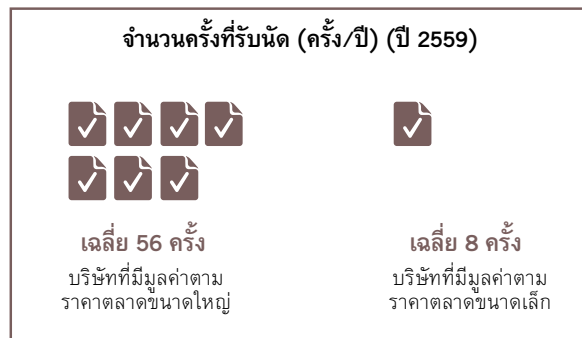 จำนวนครั้งที่รับนัด (ครั้ง/ปี) (ปี 2559)
เฉลี่ย 56 ครั้ง
บริษัทที่มีมูลค่าตาม
ราคาตลาดขนาดใหญ่
เฉลี่ย 8 ครั้ง
บริษัทที่มีมูลค่าตาม
ราคาตลาดขนาดเล็ก